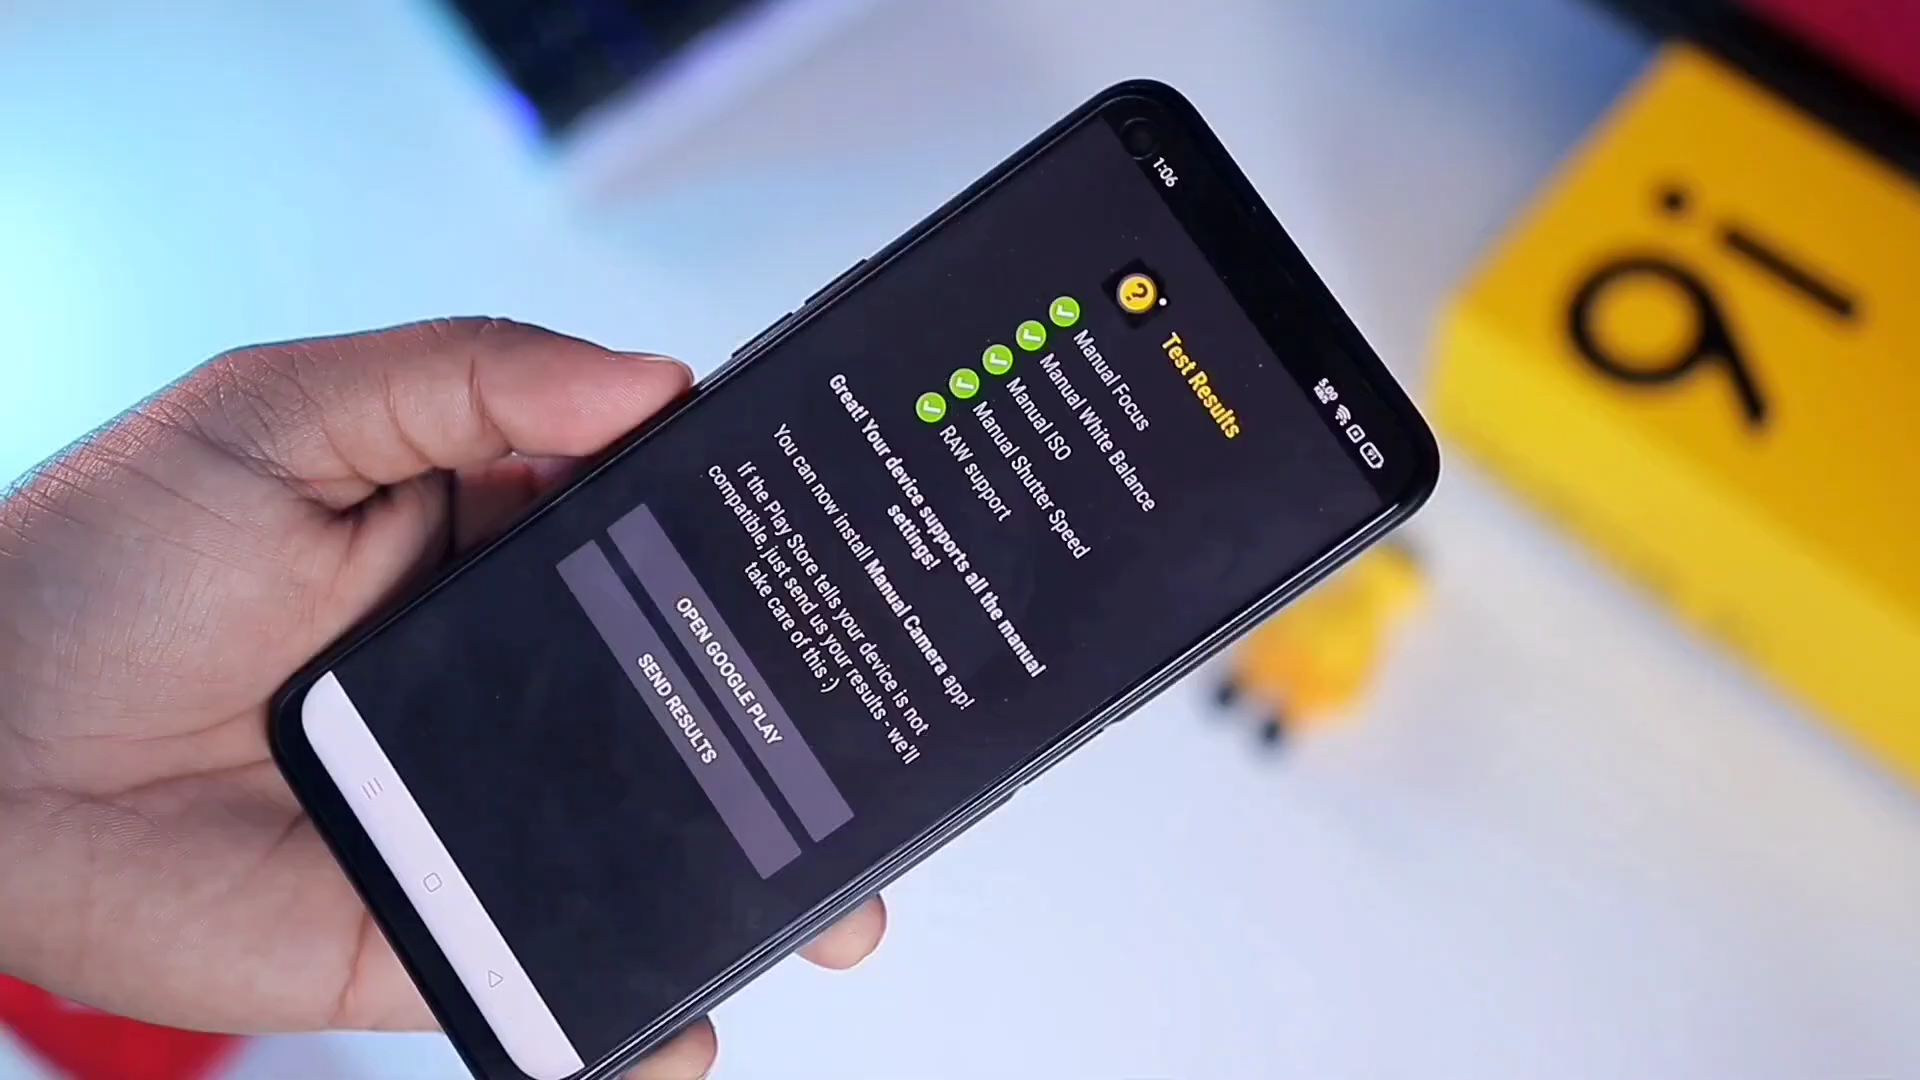 1:06
Test Results
Manual Focus
Manual White Balance
Manual ISO
Manual Shutter Speed
RAW support
Great! Your device supports all the manual
settings!
You can now install Manual Camera app!
If the Play Store tells your device is not
compatible, just send us your results - we'll
take care of this :)
OPEN GOOGLE PLAY
SEND RESULTS
9i